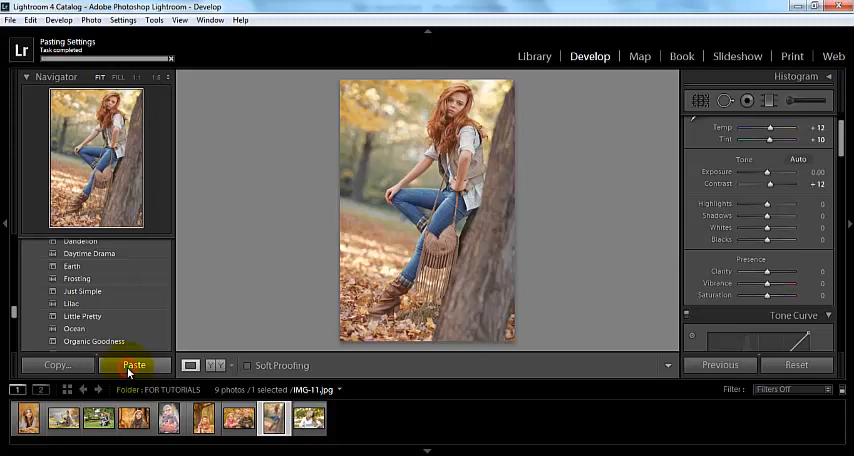 Lightroom 4 Catalog - Adobe Photoshop Lightroom - Develop
File Edit Develop Photo Settings Tools View Window Help
Lr
Pasting Settings
Task completed
Library | Develop | Map | Book | Slideshow | Print | Web
Navigator FIT FILL 1:1 1:8
Histogram
Temp +12
Tint +10
Tone Auto
Exposure 0.00
Contrast +12
Highlights 0
Shadows 0
Whites 0
Blacks 0
Presence
Clarity 0
Vibrance 0
Saturation 0
Tone Curve
Dandelion
Daytime Drama
Earth
Frosting
Just Simple
Lilac
Little Pretty
Ocean
Organic Goodness
Copy... Paste
Soft Proofing
Previous Reset
1 2 Folder : FOR TUTORIALS 9 photos /1 selected /IMG-11.jpg
Filter : Filters Off